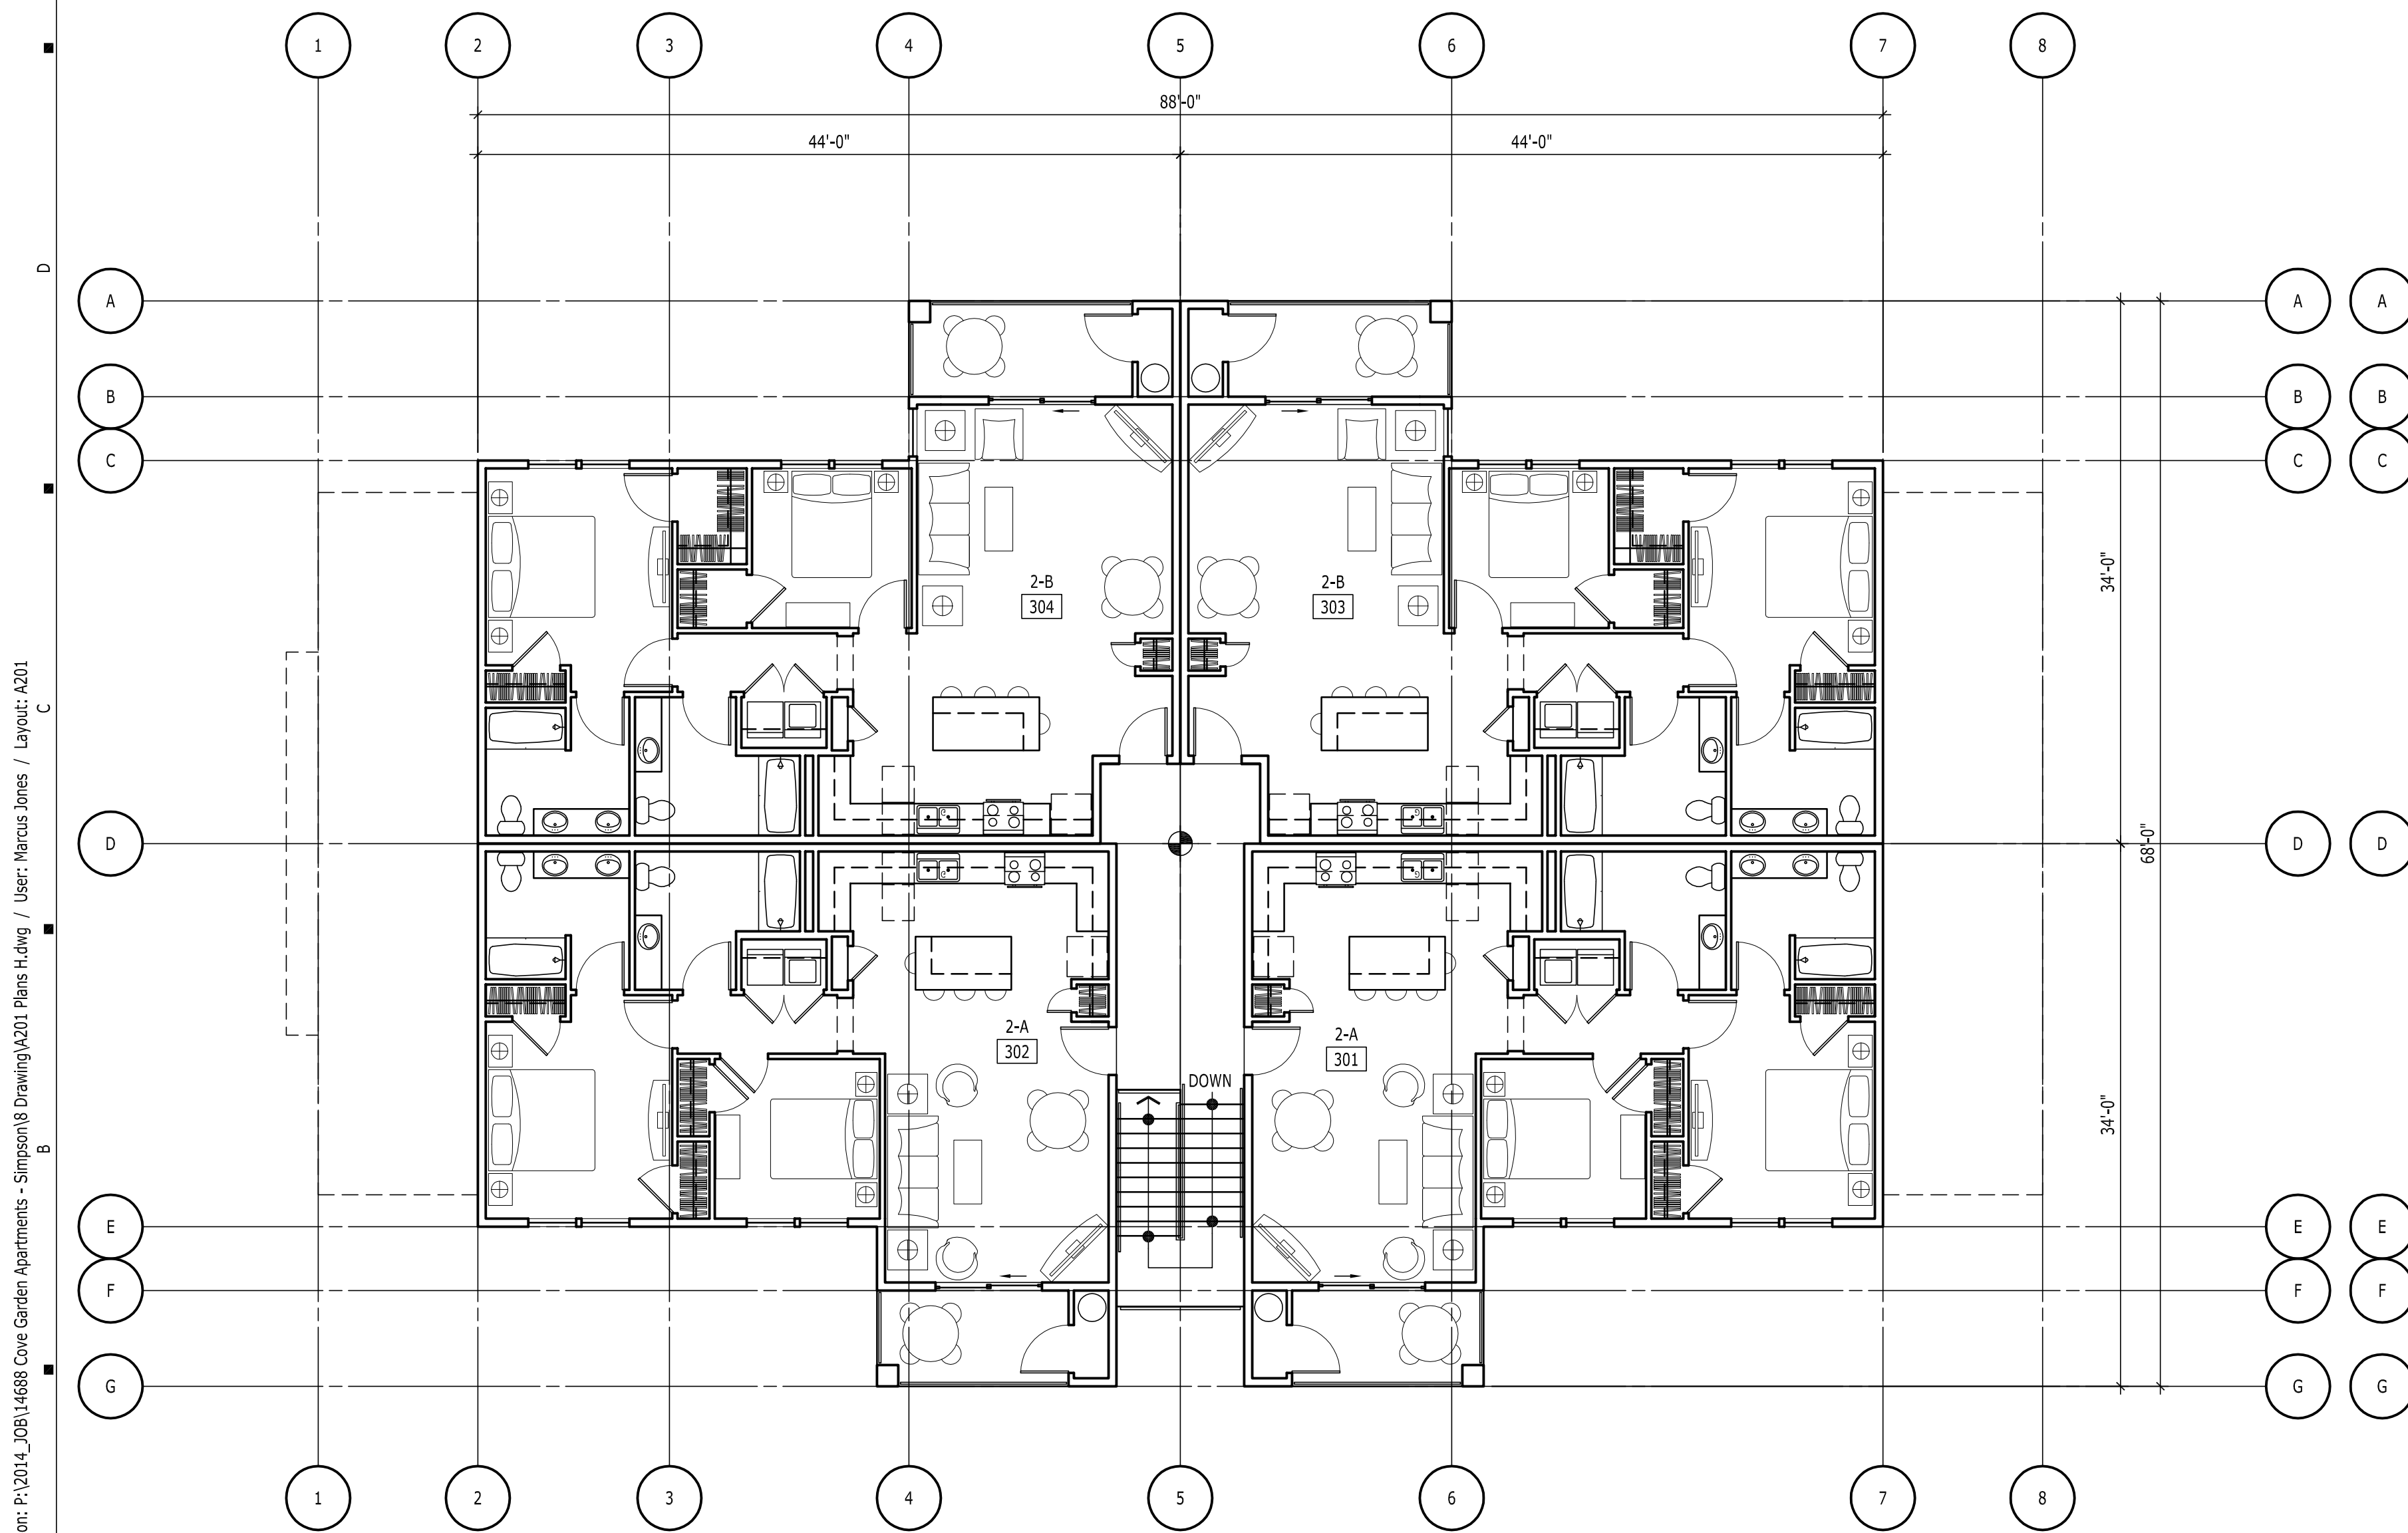 1 2 3 4 5 6 7 8
88'-0"
44'-0" 44'-0"
D
A A A
B B B
C C C
34'-0"
2-B 2-B
304 303
C
D D D
68'-0"
2-A 2-A
302 301
DOWN
34'-0"
B
E E E
F F F
G G G
1 2 3 4 5 6 7 8
on: P:\2014_JOB\14688 Cove Garden Apartments - Simpson\8 Drawing\A201 Plans H.dwg / User: Marcus Jones / Layout: A201